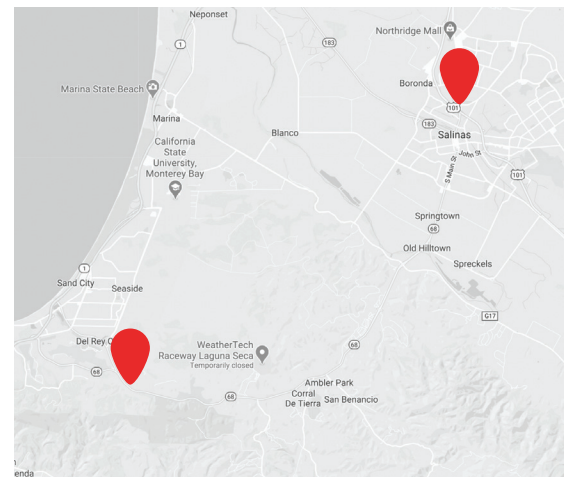 Neponset
1
183
Northridge Mall
Marina State Beach
Boronda
101
Marina
183
Salinas
Blanco
California
State
University,
Monterey Bay
John St
S Main St
101
Springtown
68
Old Hilltown
Spreckels
1
Sand City
Seaside
G17
Del Rey
68
WeatherTech
Raceway Laguna Seca
Temporarily closed
68
68
Ambler Park
Corral
De Tierra
San Benancio
enda